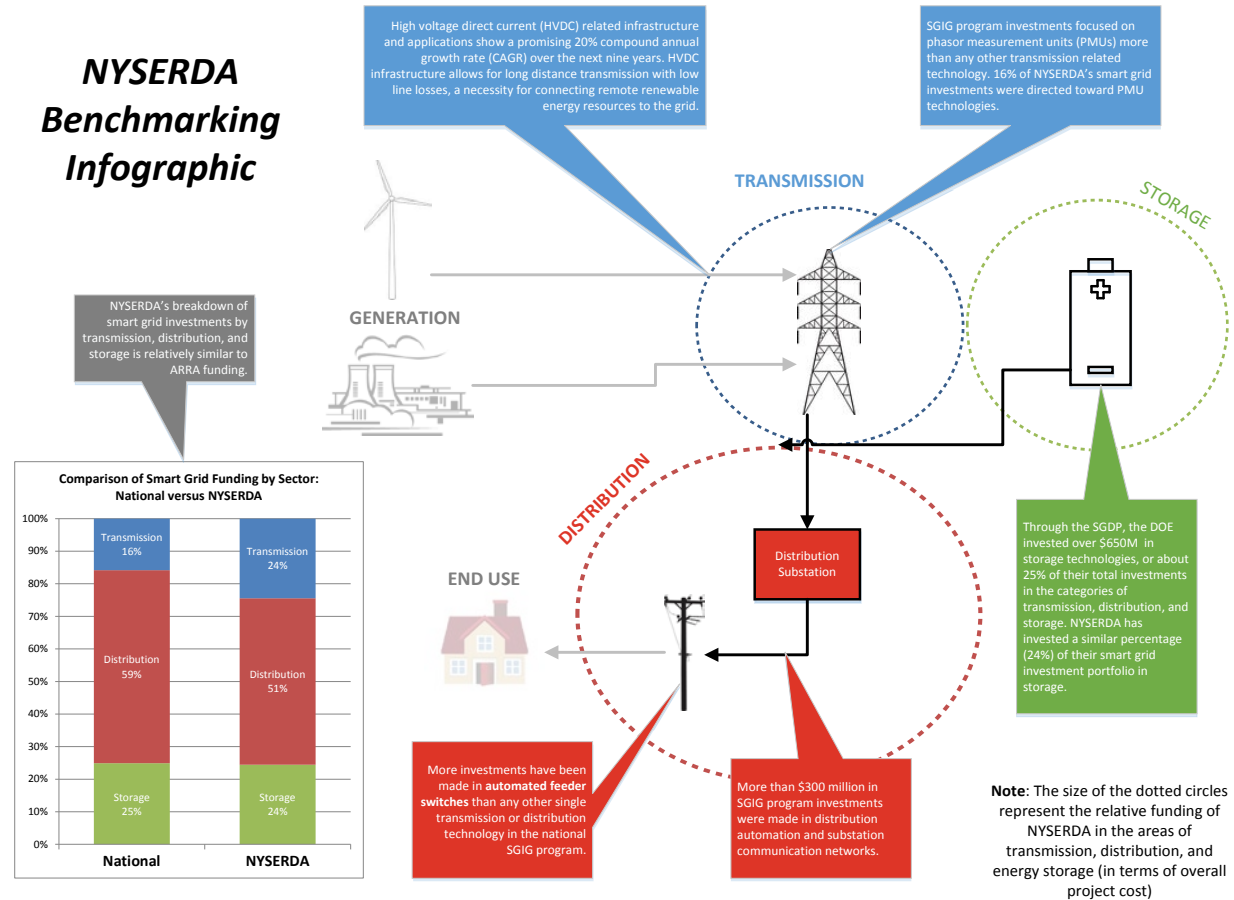 NYSERDA
Benchmarking
Infographic
High voltage direct current (HVDC) related infrastructure
and applications show a promising 20% compound annual
growth rate (CAGR) over the next nine years. HVDC
infrastructure allows for long distance transmission with low
line losses, a necessity for connecting remote renewable
energy resources to the grid.
SGIG program investments focused on
phasor measurement units (PMUs) more
than any other transmission related
technology. 16% of NYSERDA's smart grid
investments were directed toward PMU
technologies.
TRANSMISSION
STORAGE
GENERATION
NYSERDA's breakdown of
smart grid investments by
transmission, distribution, and
storage is relatively similar to
ARRA funding.
Comparison of Smart Grid Funding by Sector:
National versus NYSERDA
100%
90%
80%
70%
60%
50%
40%
30%
20%
10%
0%
Transmission
16%
Distribution
59%
Storage
25%
Transmission
24%
Distribution
51%
Storage
24%
National
NYSERDA
DISTRIBUTION
Distribution
Substation
END USE
Through the SGDP, the DOE
invested over $650M in
storage technologies, or about
25% of their total investments
in the categories of
transmission, distribution, and
storage. NYSERDA has
invested a similar percentage
(24%) of their smart grid
investment portfolio in
storage.
More investments have been
made in automated feeder
switches than any other single
transmission or distribution
technology in the national
SGIG program.
More than $300 million in
SGIG program investments
were made in distribution
automation and substation
communication networks.
Note: The size of the dotted circles
represent the relative funding of
NYSERDA in the areas of
transmission, distribution, and
energy storage (in terms of overall
project cost)